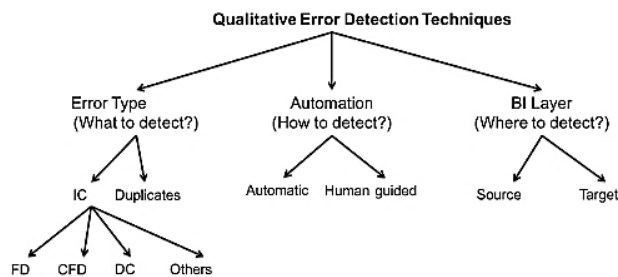 Qualitative Error Detection Techniques
Error Type
(What to detect?)
Automation
(How to detect?)
BI Layer
(Where to detect?)
IC
Duplicates
Automatic
Human guided
Source
Target
FD
CFD
DC
Others